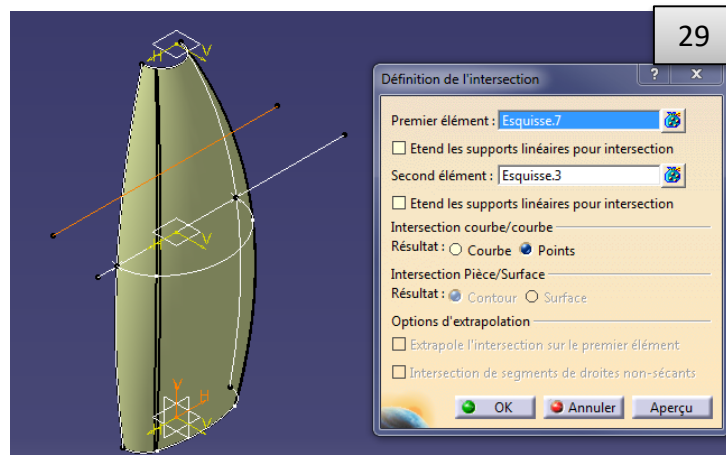 29
Définition de l'intersection
? X
Premier élément : Esquisse.7
Etend les supports linéaires pour intersection
Second élément : Esquisse.3
Etend les supports linéaires pour intersection
Intersection courbe/courbe
Résultat : Courbe Points
Intersection Pièce/Surface
Résultat : Contour Surface
Options d'extrapolation
Extrapole l'intersection sur le premier élément
Intersection de segments de droites non-sécants
OK Annuler Aperçu
H V
H V
V H
H V